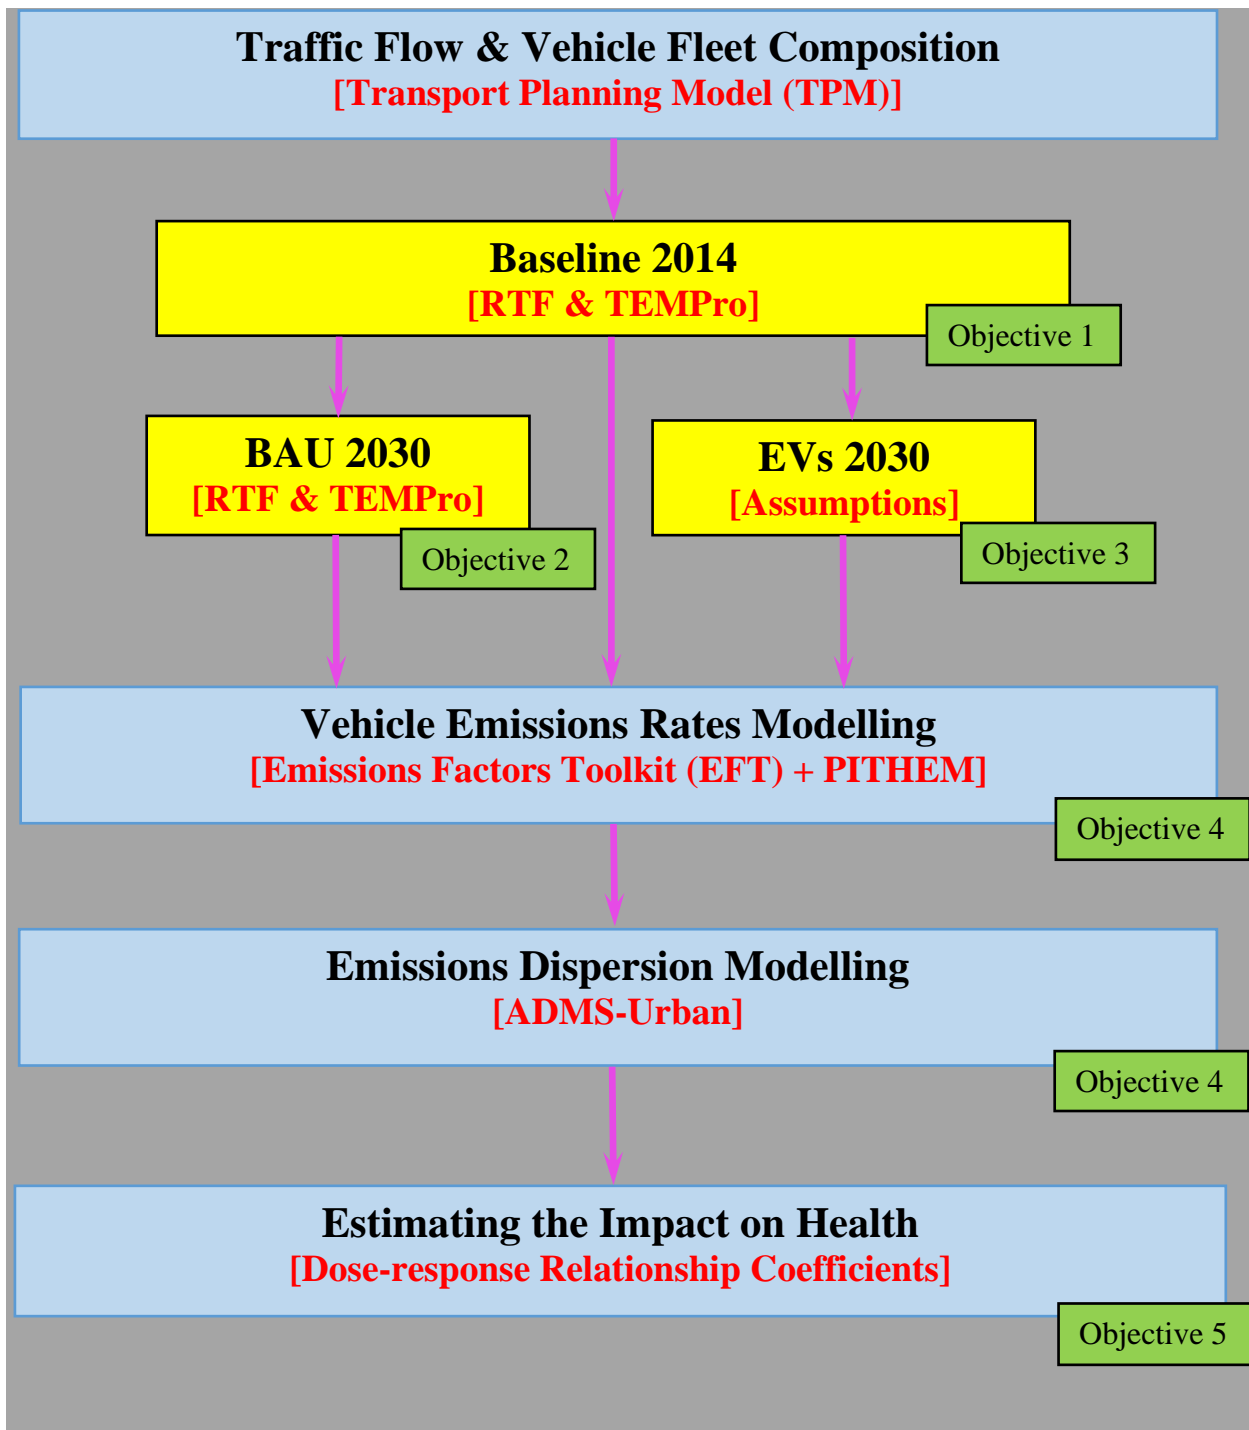 Traffic Flow & Vehicle Fleet Composition
[Transport Planning Model (TPM)]
Baseline 2014
[RTF & TEMPro]
Objective 1
BAU 2030
[RTF & TEMPro]
Objective 2
EVs 2030
[Assumptions]
Objective 3
Vehicle Emissions Rates Modelling
[Emissions Factors Toolkit (EFT) + PITHEM]
Objective 4
Emissions Dispersion Modelling
[ADMS-Urban]
Objective 4
Estimating the Impact on Health
[Dose-response Relationship Coefficients]
Objective 5